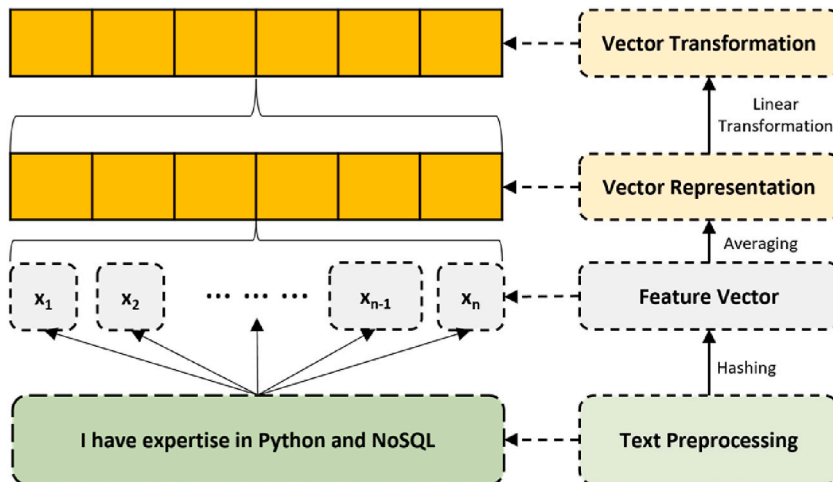 Vector Transformation
Linear
Transformation
Vector Representation
Averaging
x1 x2 ... ... ... xn-1 xn
Feature Vector
Hashing
I have expertise in Python and NoSQL
Text Preprocessing